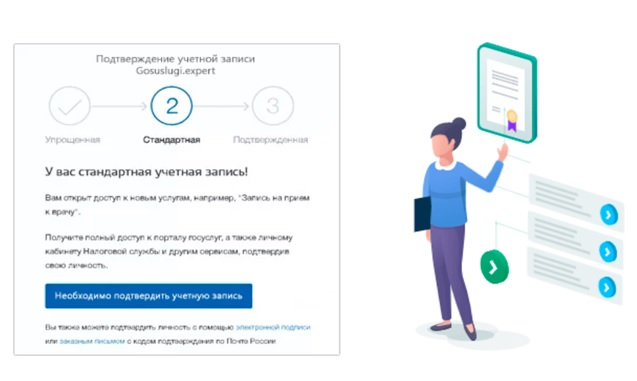 Подтверждение учетной записи
Gosuslugi.expert
2
3
Упрощенная
Стандартная
Подтвержденная
У вас стандартная учетная запись!
Вам открыт доступ к новым услугам, например, "Запись на прием
к врачу".
Получите полный доступ к порталу госуслуг, а также личному
кабинету Налоговой службы и другим сервисам, подтвердив
свою личность.
Необходимо подтвердить учетную запись
Вы также можете подтвердить личность с помощью электронной подписи
или заказным письмом с кодом подтверждения по Почте России